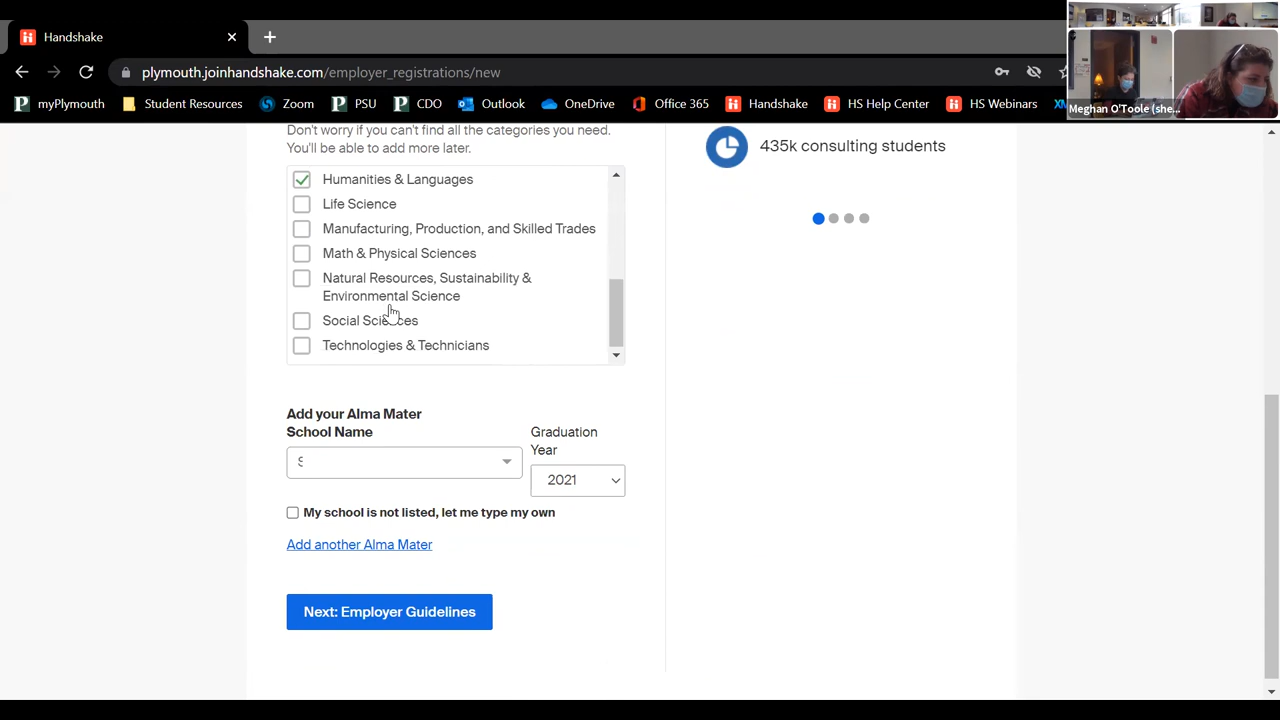 Handshake
plymouth.joinhandshake.com/employer_registrations/new
myPlymouth
Student Resources
Zoom
PSU
CDO
Outlook
OneDrive
Office 365
Handshake
HS Help Center
HS Webinars
Meghan O'Toole (she...
Don't worry if you can't find all the categories you need.
You'll be able to add more later.
Humanities & Languages
Life Science
Manufacturing, Production, and Skilled Trades
Math & Physical Sciences
Natural Resources, Sustainability &
Environmental Science
Social Sciences
Technologies & Technicians
435k consulting students
Add your Alma Mater
School Name
Graduation
Year
2021
My school is not listed, let me type my own
Add another Alma Mater
Next: Employer Guidelines